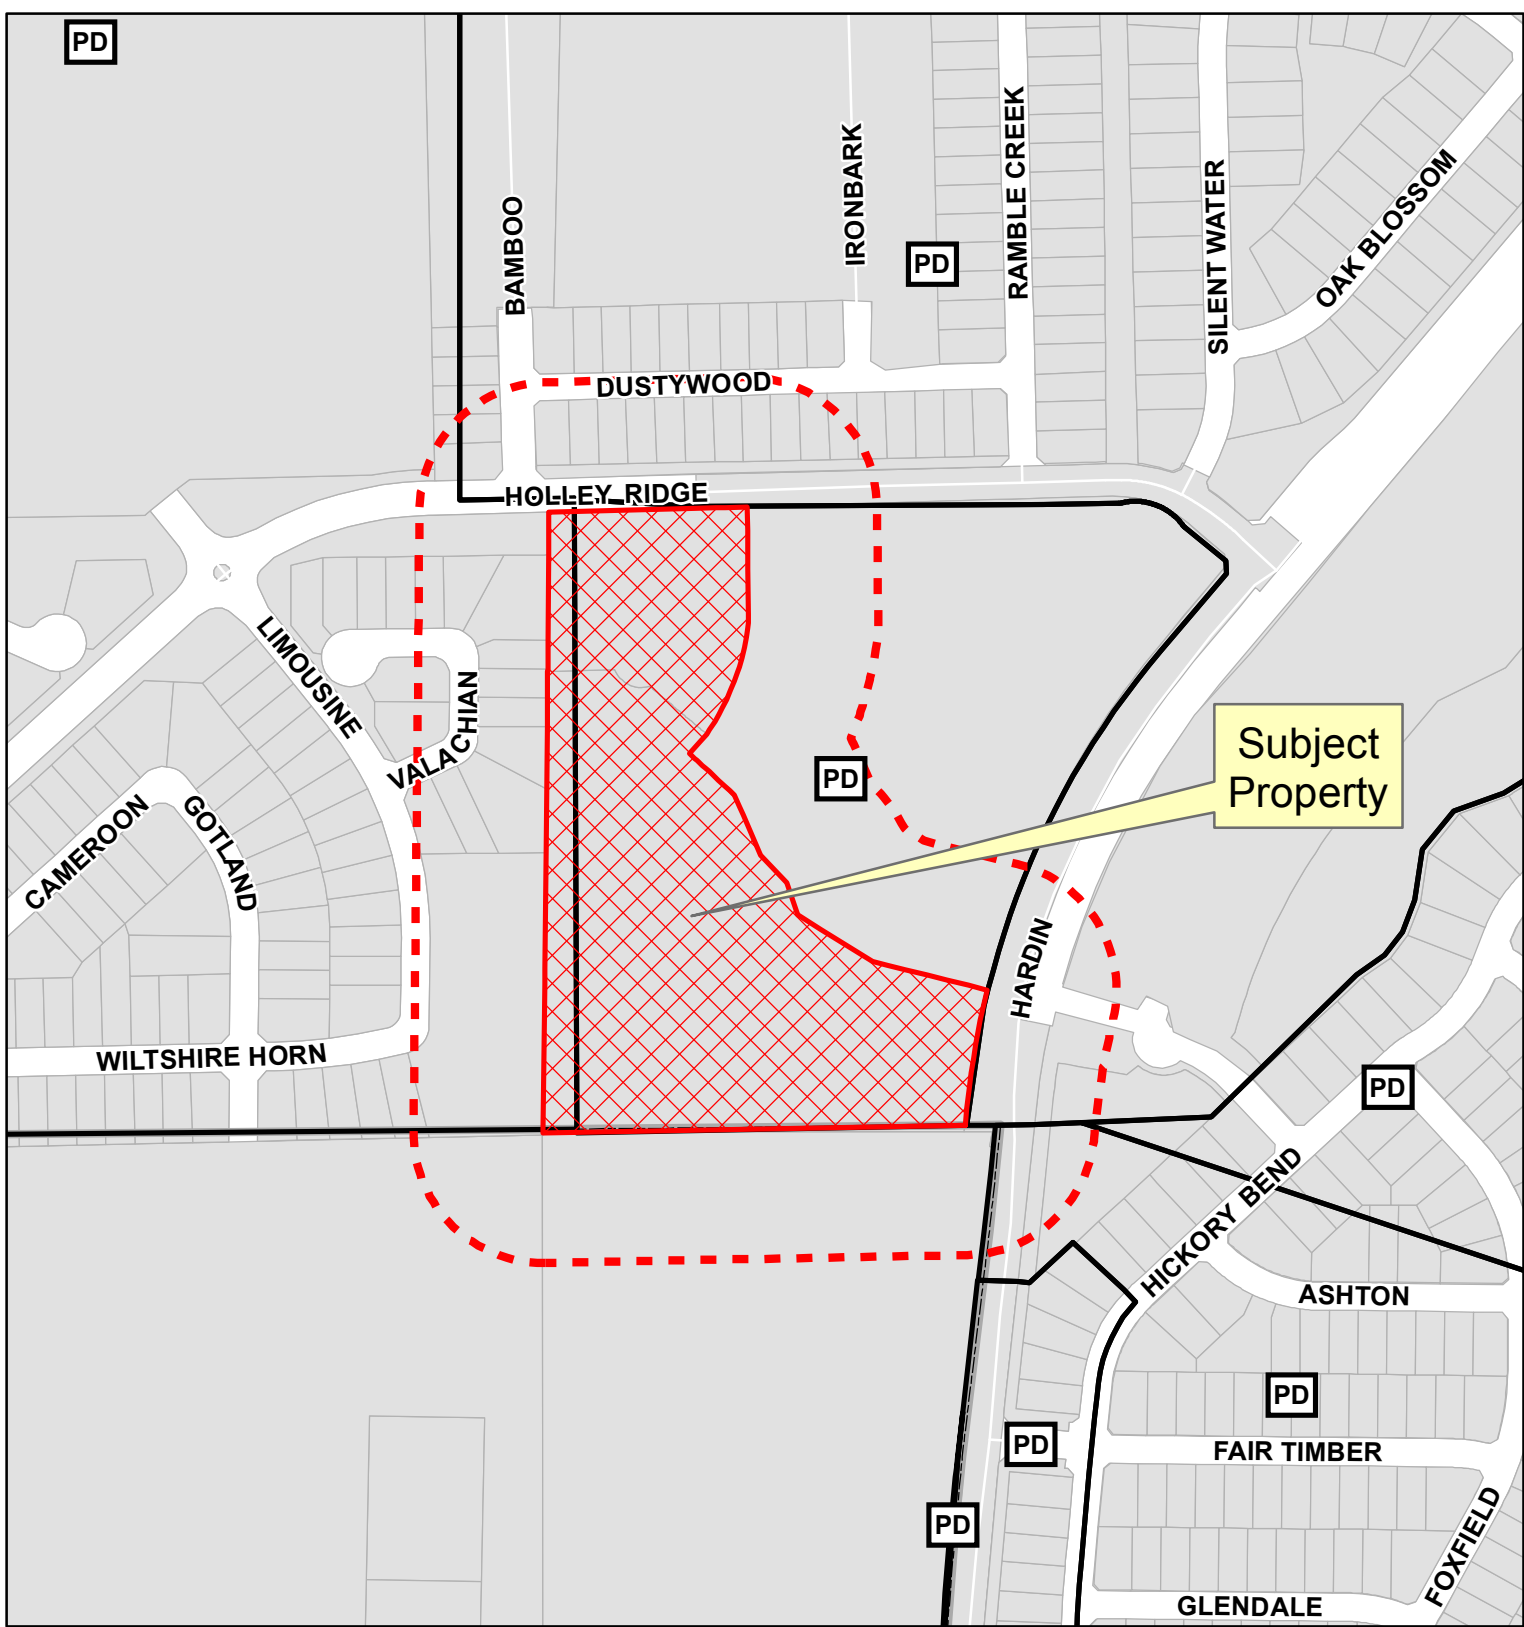 PD
RAMBLE CREEK
IRONBARK
SILENT WATER
OAK BLOSSOM
BAMBOO
PD
DUSTYWOOD
HOLLEY RIDGE
LIMOUSINE
VALACHIAN
Subject
Property
PD
CAMEROON
GOTLAND
HARDIN
WILTSHIRE HORN
PD
HICKORY BEND
ASHTON
PD
PD
FAIR TIMBER
PD
FOXFIELD
GLENDALE